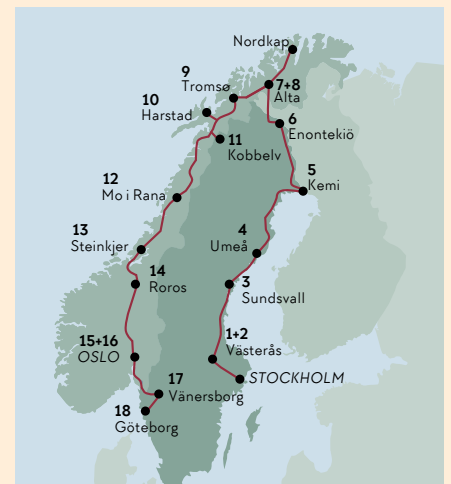 Nordkap
9
Tromsø
7+8
Alta
10
Harstad
6
Enontekiö
11
Kobbelv
5
Kemi
12
Mo i Rana
4
Umeå
13
Steinkjer
14
Roros
3
Sundsvall
1+2
Västerås
15+16
OSLO
STOCKHOLM
17
Vänersborg
18
Göteborg